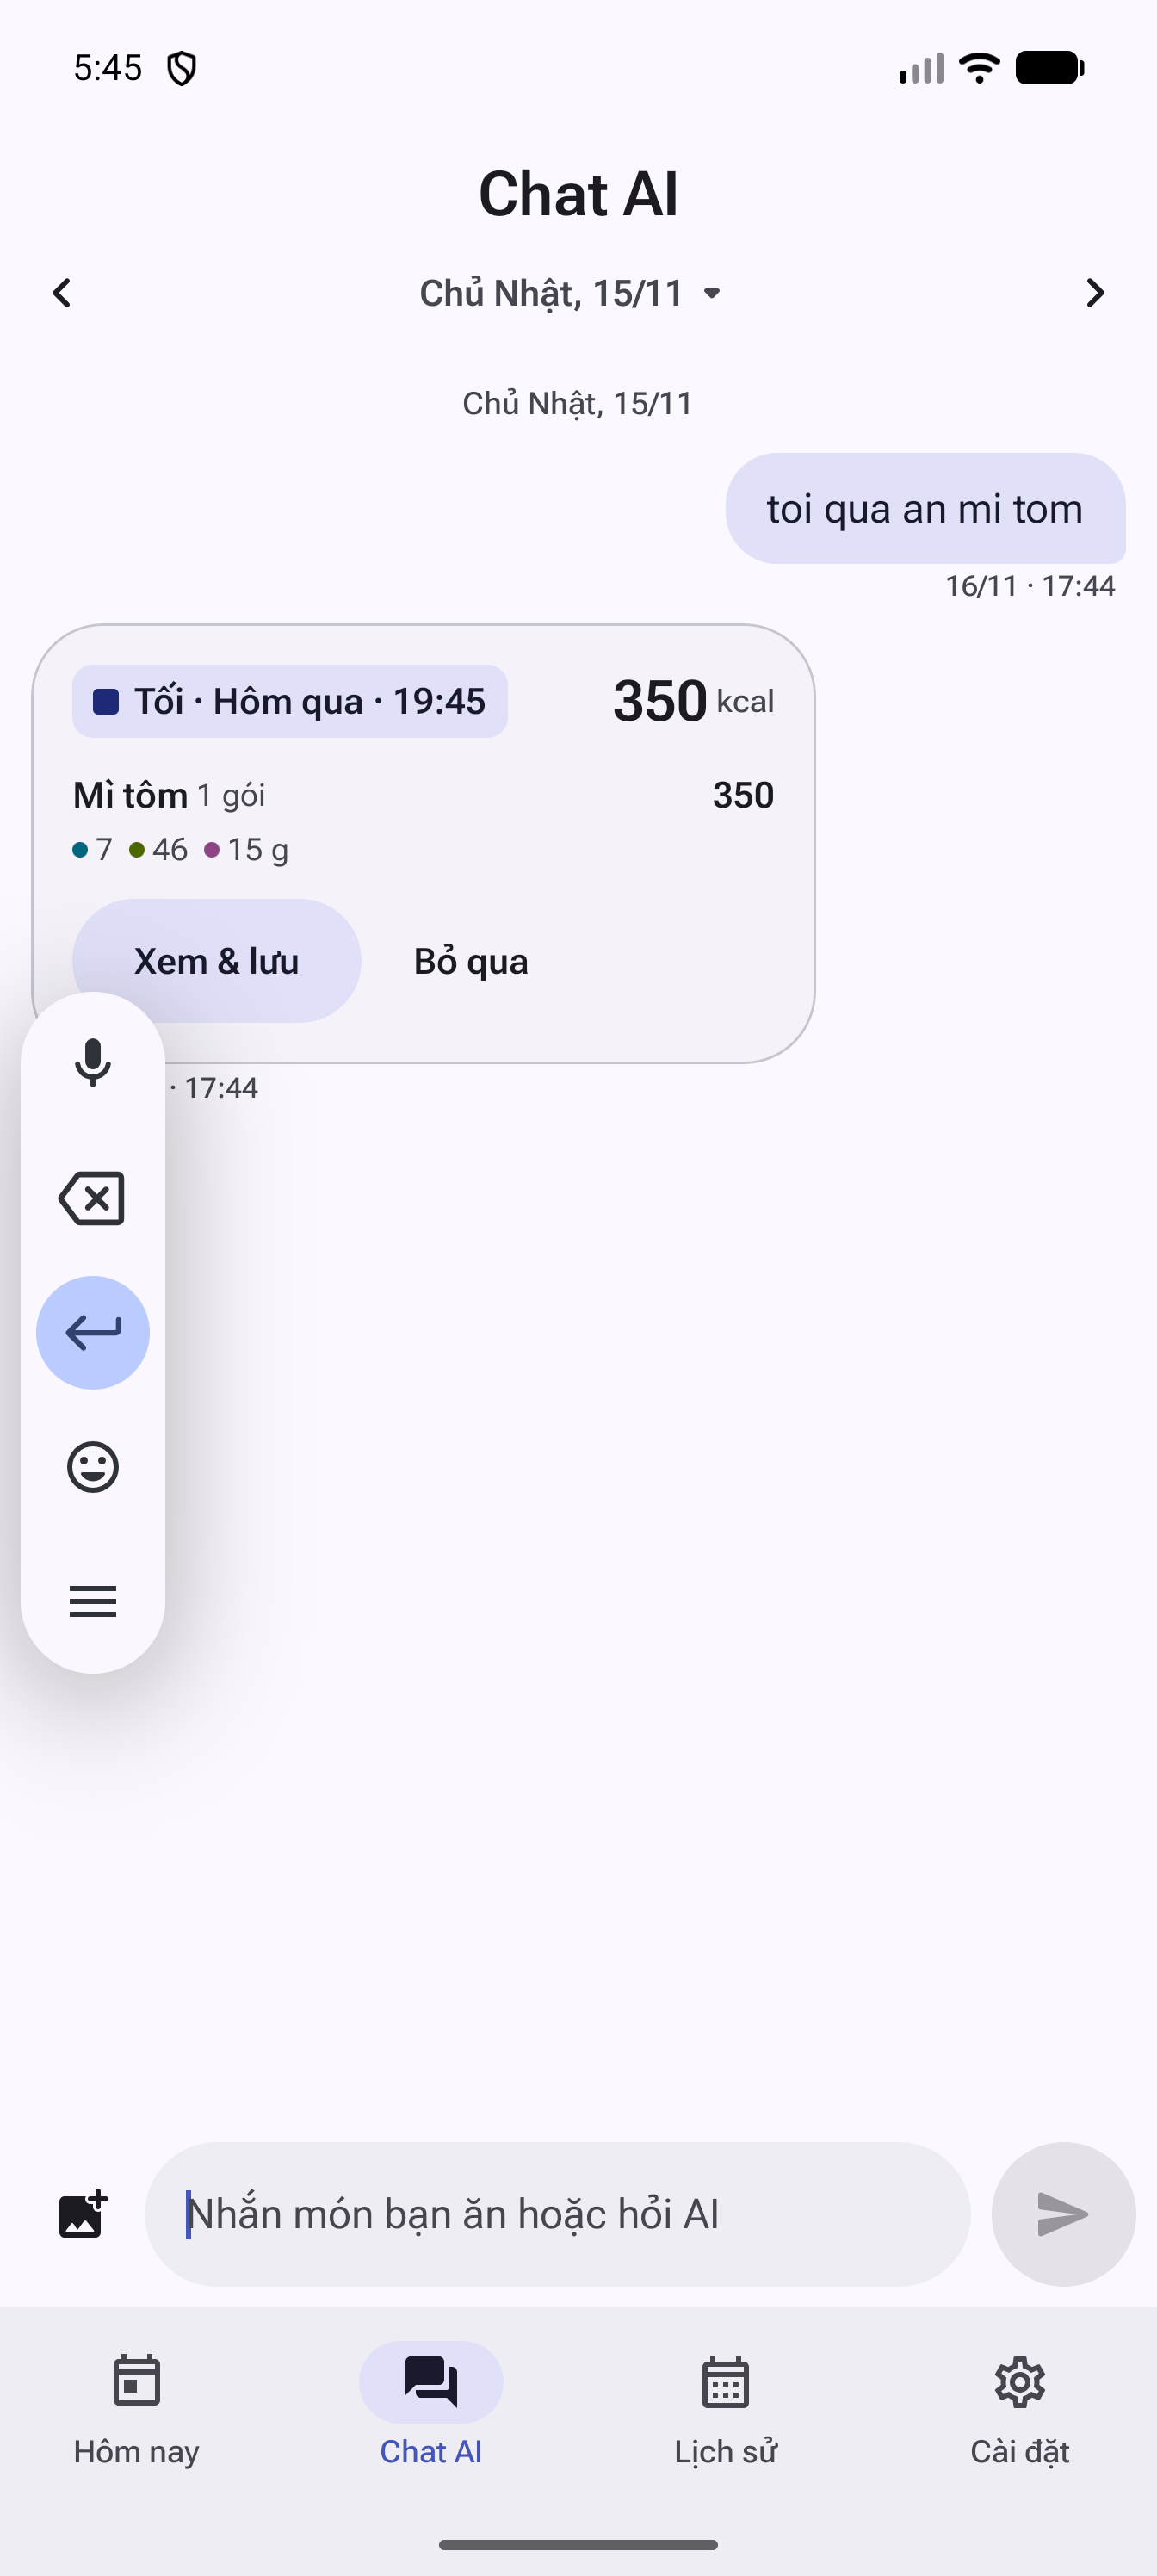 5:45
Chat AI
Chủ Nhật, 15/11
Chủ Nhật, 15/11
toi qua an mi tom
16/11 · 17:44
Tối · Hôm qua · 19:45
350 kcal
Mì tôm 1 gói
350
7 46 15 g
Xem & lưu
Bỏ qua
· 17:44
Nhắn món bạn ăn hoặc hỏi AI
Hôm nay
Chat AI
Lịch sử
Cài đặt